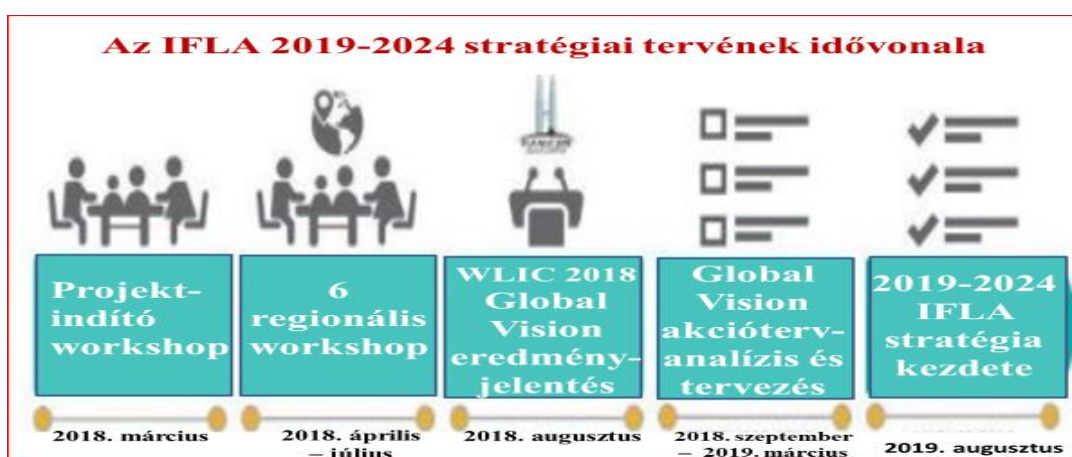 Az IFLA 2019-2024 stratégiai tervének idővonala
Projekt-
indító
workshop
6
regionális
workshop
WLIC 2018
Global
Vision
eredmény-
jelentés
Global
Vision
akcióterv-
analízis és
tervezés
2019-2024
IFLA
stratégia
kezdete
2018. március
2018. április
– július
2018. augusztus
2018. szeptember
– 2019. március
2019. augusztus